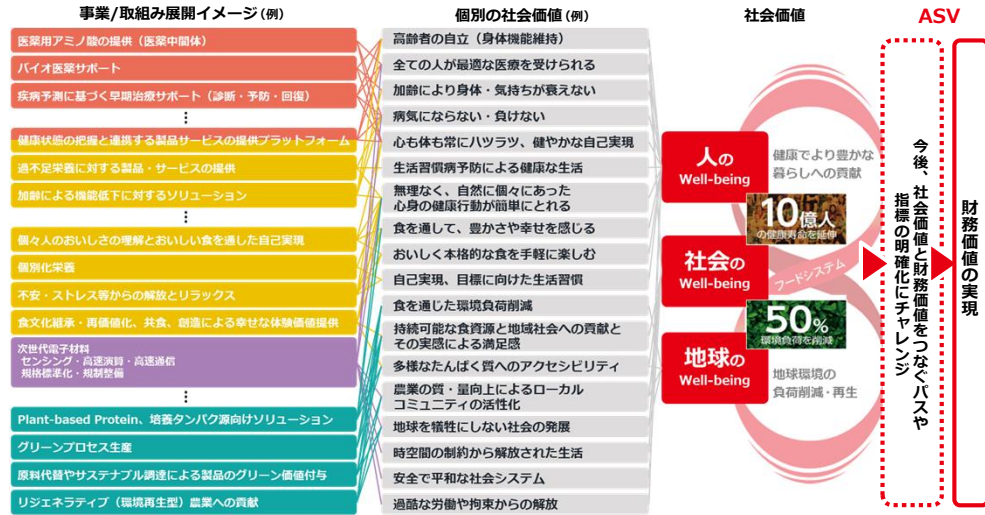 事業/取組み展開イメージ(例)
医薬用アミノ酸の提供(医薬中間体)
バイオ医薬サポート
疾病予測に基づく早期治療サポート(診断・予防・回復)
⋮
健康状態の把握と連携する製品サービスの提供プラットフォーム
過不足栄養に対する製品・サービスの提供
加齢による機能低下に対するソリューション
⋮
個々人のおいしさの理解とおいしい食を通した自己実現
個別化栄養
不安・ストレス等からの解放とリラックス
食文化継承・再価値化、共食、創造による幸せな体験価値提供
次世代電子材料
センシング・高速演算・高速通信
規格標準化・規制整備
⋮
Plant-based Protein、培養タンパク源向けソリューション
グリーンプロセス生産
原料代替やサステナブル調達による製品のグリーン価値付与
リジェネラティブ(環境再生型)農業への貢献
個別の社会価値(例)
高齢者の自立(身体機能維持)
全ての人が最適な医療を受けられる
加齢により身体・気持ちが衰えない
病気にならない・負けない
心も体も常にハツラツ、健やかな自己実現
生活習慣病予防による健康な生活
無理なく、自然に個々にあった
心身の健康行動が簡単にとれる
食を通して、豊かさや幸せを感じる
おいしく本格的な食を手軽に楽しむ
自己実現、目標に向けた生活習慣
食を通じた環境負荷削減
持続可能な食資源と地域社会への貢献と
その実感による満足感
多様なたんぱく質へのアクセシビリティ
農業の質・量向上によるローカル
コミュニティの活性化
地球を犠牲にしない社会の発展
時空間の制約から解放された生活
安全で平和な社会システム
過酷な労働や拘束からの解放
社会価値
人の
Well-being
健康でより豊かな
暮らしへの貢献
10億人
の健康寿命を延伸
社会の
Well-being
フードシステム
50%
環境負荷を削減
地球の
Well-being
地球環境の
負荷削減・再生
ASV
今後、社会価値と財務価値をつなぐパスや
指標の明確化にチャレンジ
財務価値の実現